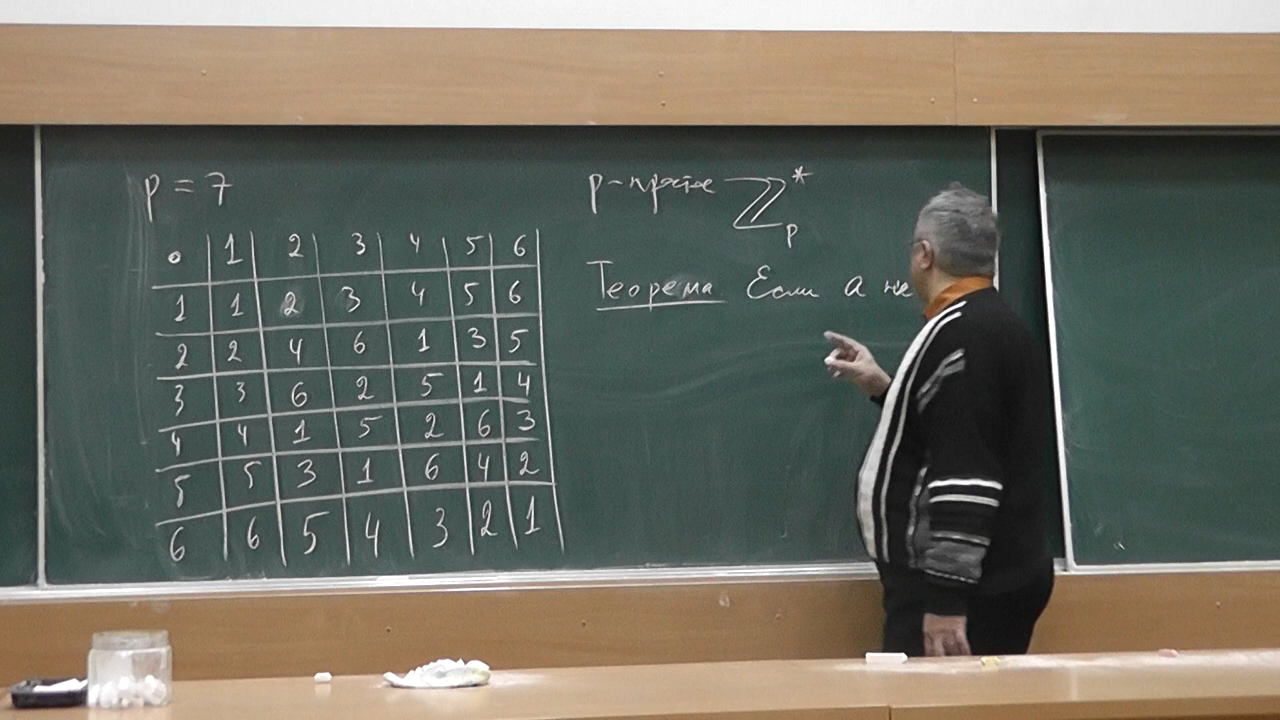 p = 7
∘ 1 2 3 4 5 6
1 1 2 3 4 5 6
2 2 4 6 1 3 5
3 3 6 2 5 1 4
4 4 1 5 2 6 3
5 5 3 1 6 4 2
6 6 5 4 3 2 1
p-простое ℤ*p
Теорема Если a не